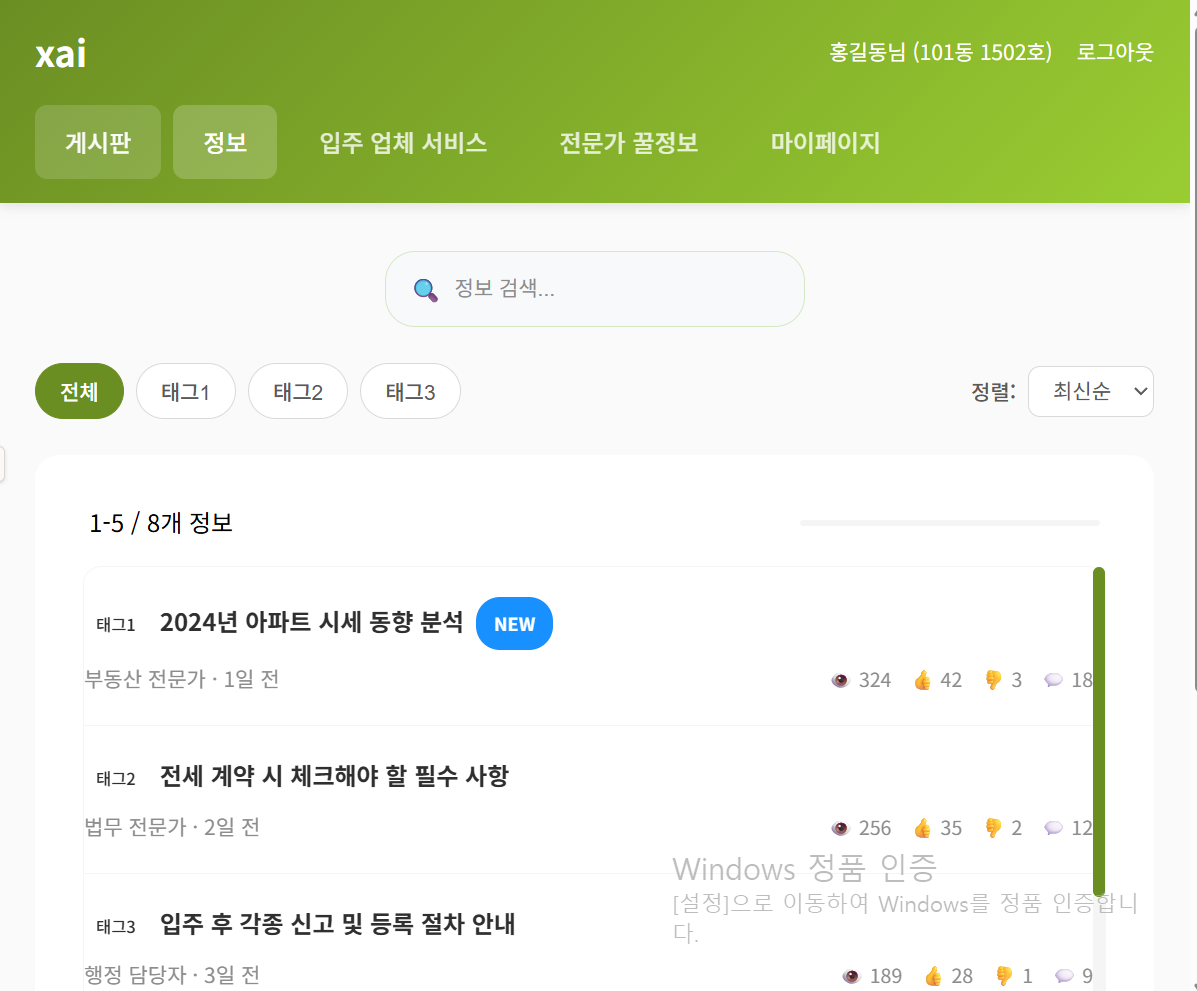 xai
홍길동님 (101동 1502호) 로그아웃
게시판 정보 입주 업체 서비스 전문가 꿀정보 마이페이지
정보 검색...
전체 태그1 태그2 태그3 정렬: 최신순
1-5 / 8개 정보
태그1 2024년 아파트 시세 동향 분석 NEW
부동산 전문가 · 1일 전 324 42 3 18
태그2 전세 계약 시 체크해야 할 필수 사항
법무 전문가 · 2일 전 256 35 2 12
Windows 정품 인증
[설정]으로 이동하여 Windows를 정품 인증합니
다.
태그3 입주 후 각종 신고 및 등록 절차 안내
행정 담당자 · 3일 전 189 28 1 9